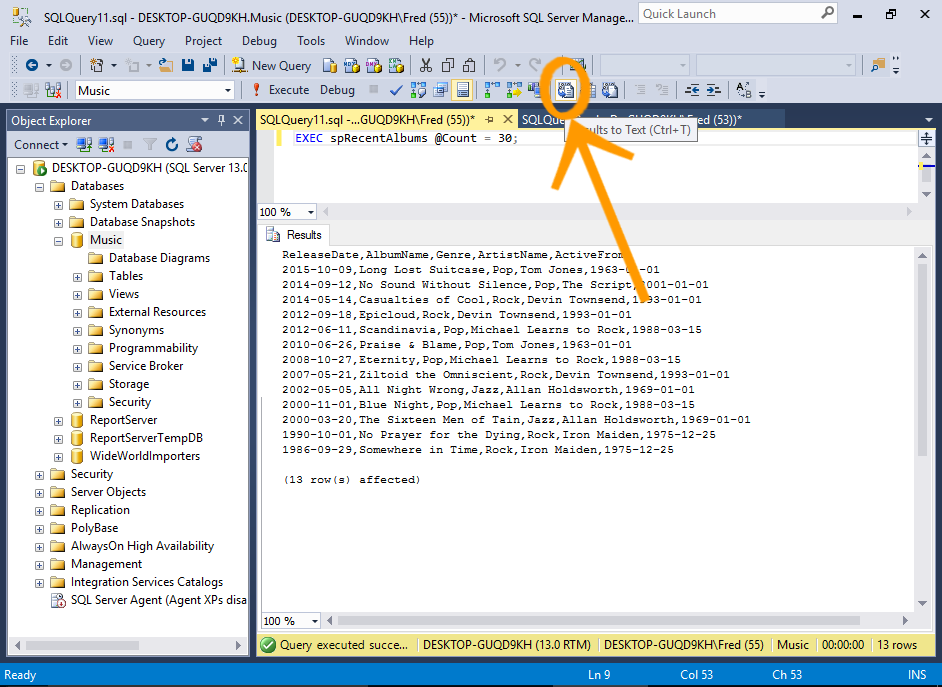 SQLQuery11.sql - DESKTOP-GUQD9KH.Music (DESKTOP-GUQD9KH\Fred (55))* - Microsoft SQL Server Manage...
Quick Launch
File Edit View Query Project Debug Tools Window Help
New Query
MDX DMX XMLA
Music Execute Debug
Object Explorer
SQLQuery11.sql -...GUQD9KH\Fred (55))*
Fred (53))*
Results to Text (Ctrl+T)
Connect
EXEC spRecentAlbums @Count = 30;
DESKTOP-GUQD9KH (SQL Server 13.0
Databases
System Databases
Database Snapshots
Music
Database Diagrams
Tables
Views
External Resources
Synonyms
Programmability
Service Broker
Storage
Security
ReportServer
ReportServerTempDB
WideWorldImporters
Security
Server Objects
Replication
PolyBase
AlwaysOn High Availability
Management
Integration Services Catalogs
SQL Server Agent (Agent XPs disa
100 %
Results
ReleaseDate,AlbumName,Genre,ArtistName,ActiveFrom
2015-10-09,Long Lost Suitcase,Pop,Tom Jones,1963-01-01
2014-09-12,No Sound Without Silence,Pop,The Script,2001-01-01
2014-05-14,Casualties of Cool,Rock,Devin Townsend,1993-01-01
2012-09-18,Epicloud,Rock,Devin Townsend,1993-01-01
2012-06-11,Scandinavia,Pop,Michael Learns to Rock,1988-03-15
2010-06-26,Praise & Blame,Pop,Tom Jones,1963-01-01
2008-10-27,Eternity,Pop,Michael Learns to Rock,1988-03-15
2007-05-21,Ziltoid the Omniscient,Rock,Devin Townsend,1993-01-01
2002-05-05,All Night Wrong,Jazz,Allan Holdsworth,1969-01-01
2000-11-01,Blue Night,Pop,Michael Learns to Rock,1988-03-15
2000-03-20,The Sixteen Men of Tain,Jazz,Allan Holdsworth,1969-01-01
1990-10-01,No Prayer for the Dying,Rock,Iron Maiden,1975-12-25
1986-09-29,Somewhere in Time,Rock,Iron Maiden,1975-12-25
(13 row(s) affected)
100 %
Query executed succe... DESKTOP-GUQD9KH (13.0 RTM) DESKTOP-GUQD9KH\Fred (55) Music 00:00:00 13 rows
Ready Ln 9 Col 53 Ch 53 INS